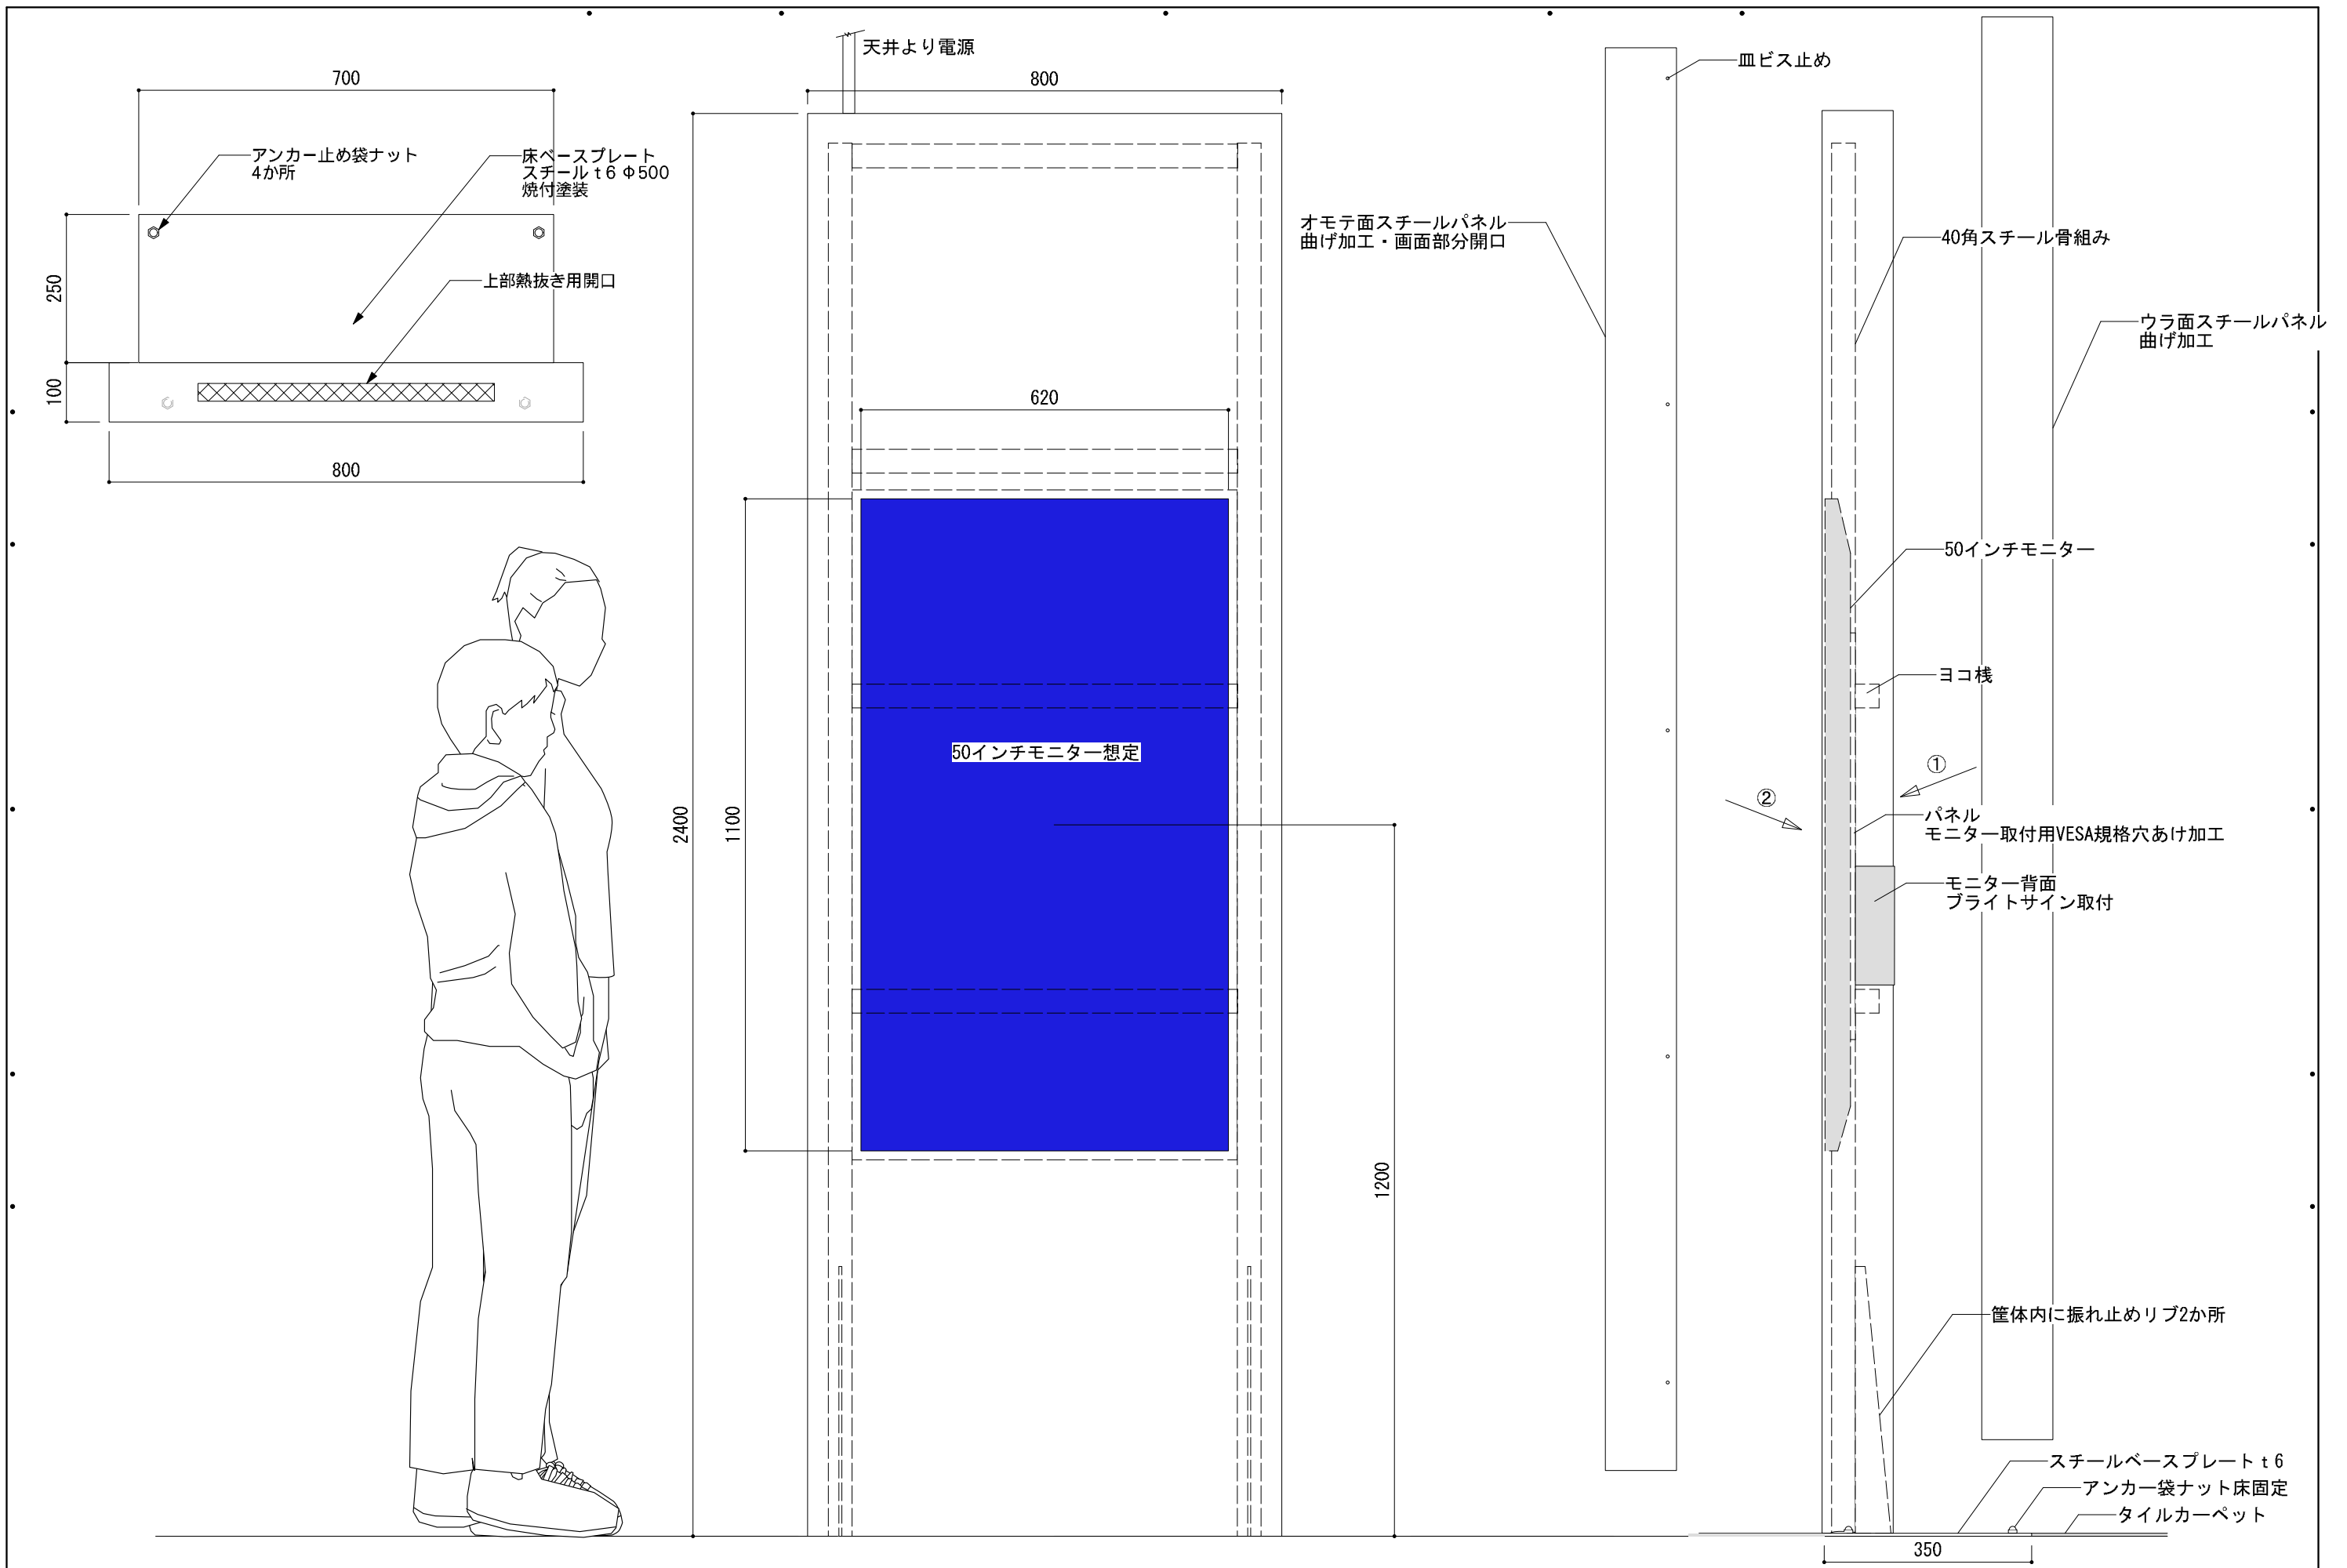 天井より電源
700
800
皿ビス止め
アンカー止め袋ナット
4か所
床ベースプレート
スチールｔ6 Φ500
焼付塗装
オモテ面スチールパネル
曲げ加工・画面部分開口
40角スチール骨組み
250
上部熱抜き用開口
ウラ面スチールパネル
曲げ加工
100
620
800
50インチモニター
ヨコ桟
50インチモニター想定
①
②
2400
1100
パネル
モニター取付用VESA規格穴あけ加工
モニター背面
ブライトサイン取付
1200
筐体内に振れ止めリブ2か所
スチールベースプレートｔ6
アンカー袋ナット床固定
タイルカーペット
350